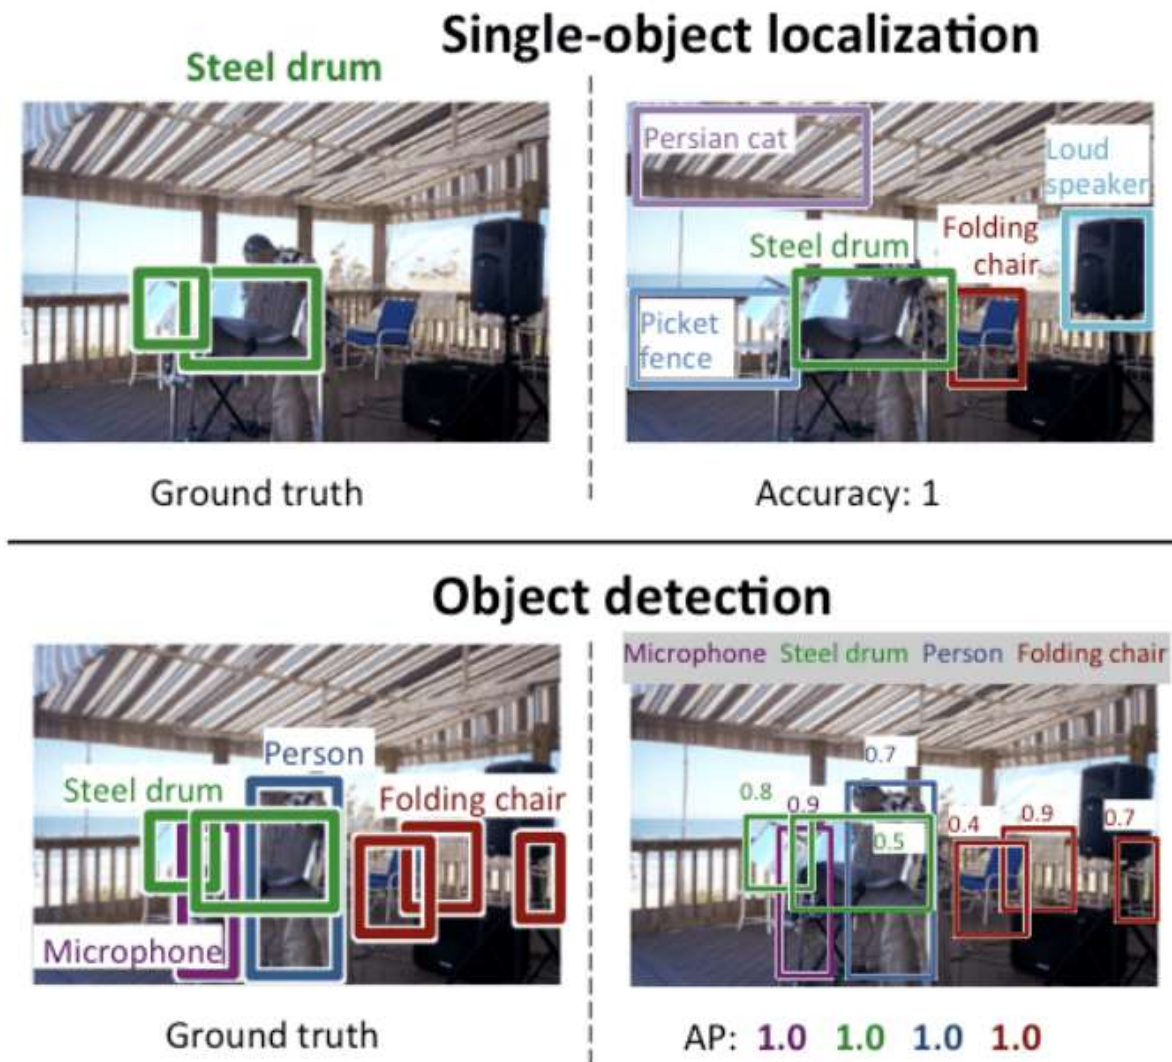 Single-object localization
Steel drum
Persian cat
Loud
speaker
Steel drum
Folding
chair
Picket
fence
Ground truth
Accuracy: 1
Object detection
Microphone Steel drum Person Folding chair
Person
Steel drum
Folding chair
Microphone
0.7
0.8
0.9
0.5
0.4
0.9
0.7
Ground truth
AP: 1.0 1.0 1.0 1.0